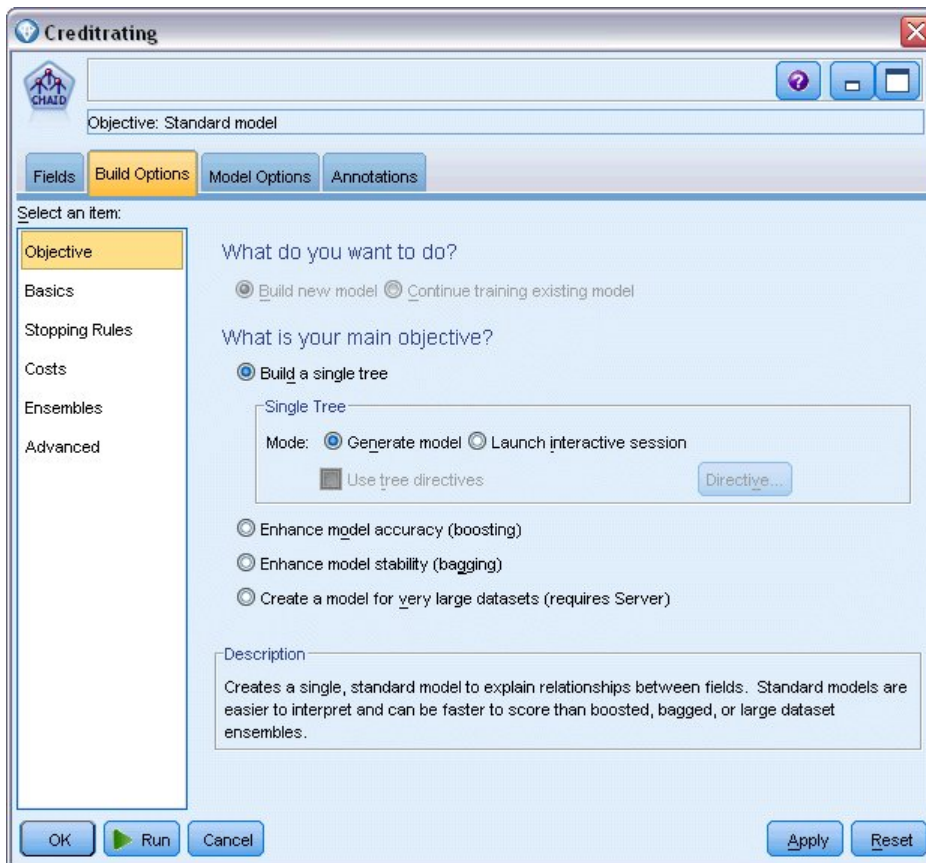 Creditrating
CHAID
Objective: Standard model
Fields Build Options Model Options Annotations
Select an item:
Objective
Basics
Stopping Rules
Costs
Ensembles
Advanced
What do you want to do?
Build new model Continue training existing model
What is your main objective?
Build a single tree
Single Tree
Mode: Generate model Launch interactive session
Use tree directives Directive...
Enhance model accuracy (boosting)
Enhance model stability (bagging)
Create a model for very large datasets (requires Server)
Description
Creates a single, standard model to explain relationships between fields. Standard models are
easier to interpret and can be faster to score than boosted, bagged, or large dataset
ensembles.
OK Run Cancel Apply Reset